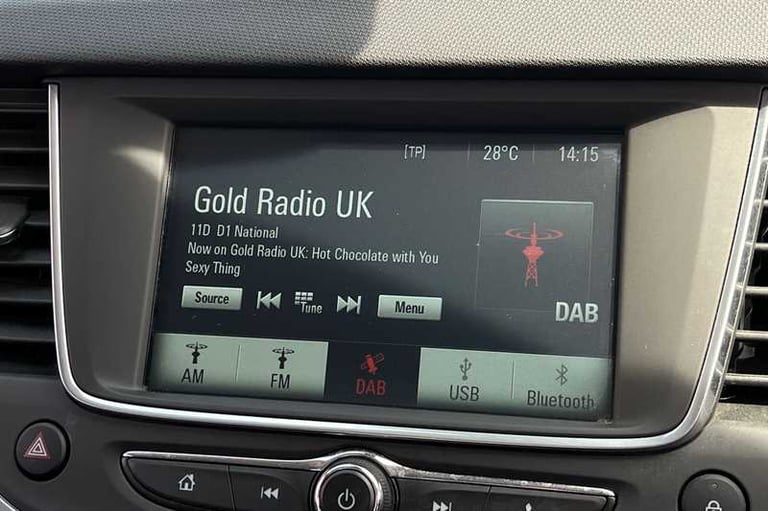 [TP] 28°C 14:15
Gold Radio UK
11D D1 National
Now on Gold Radio UK: Hot Chocolate with You
Sexy Thing
DAB
Source Tune Menu
AM FM DAB USB Bluetooth